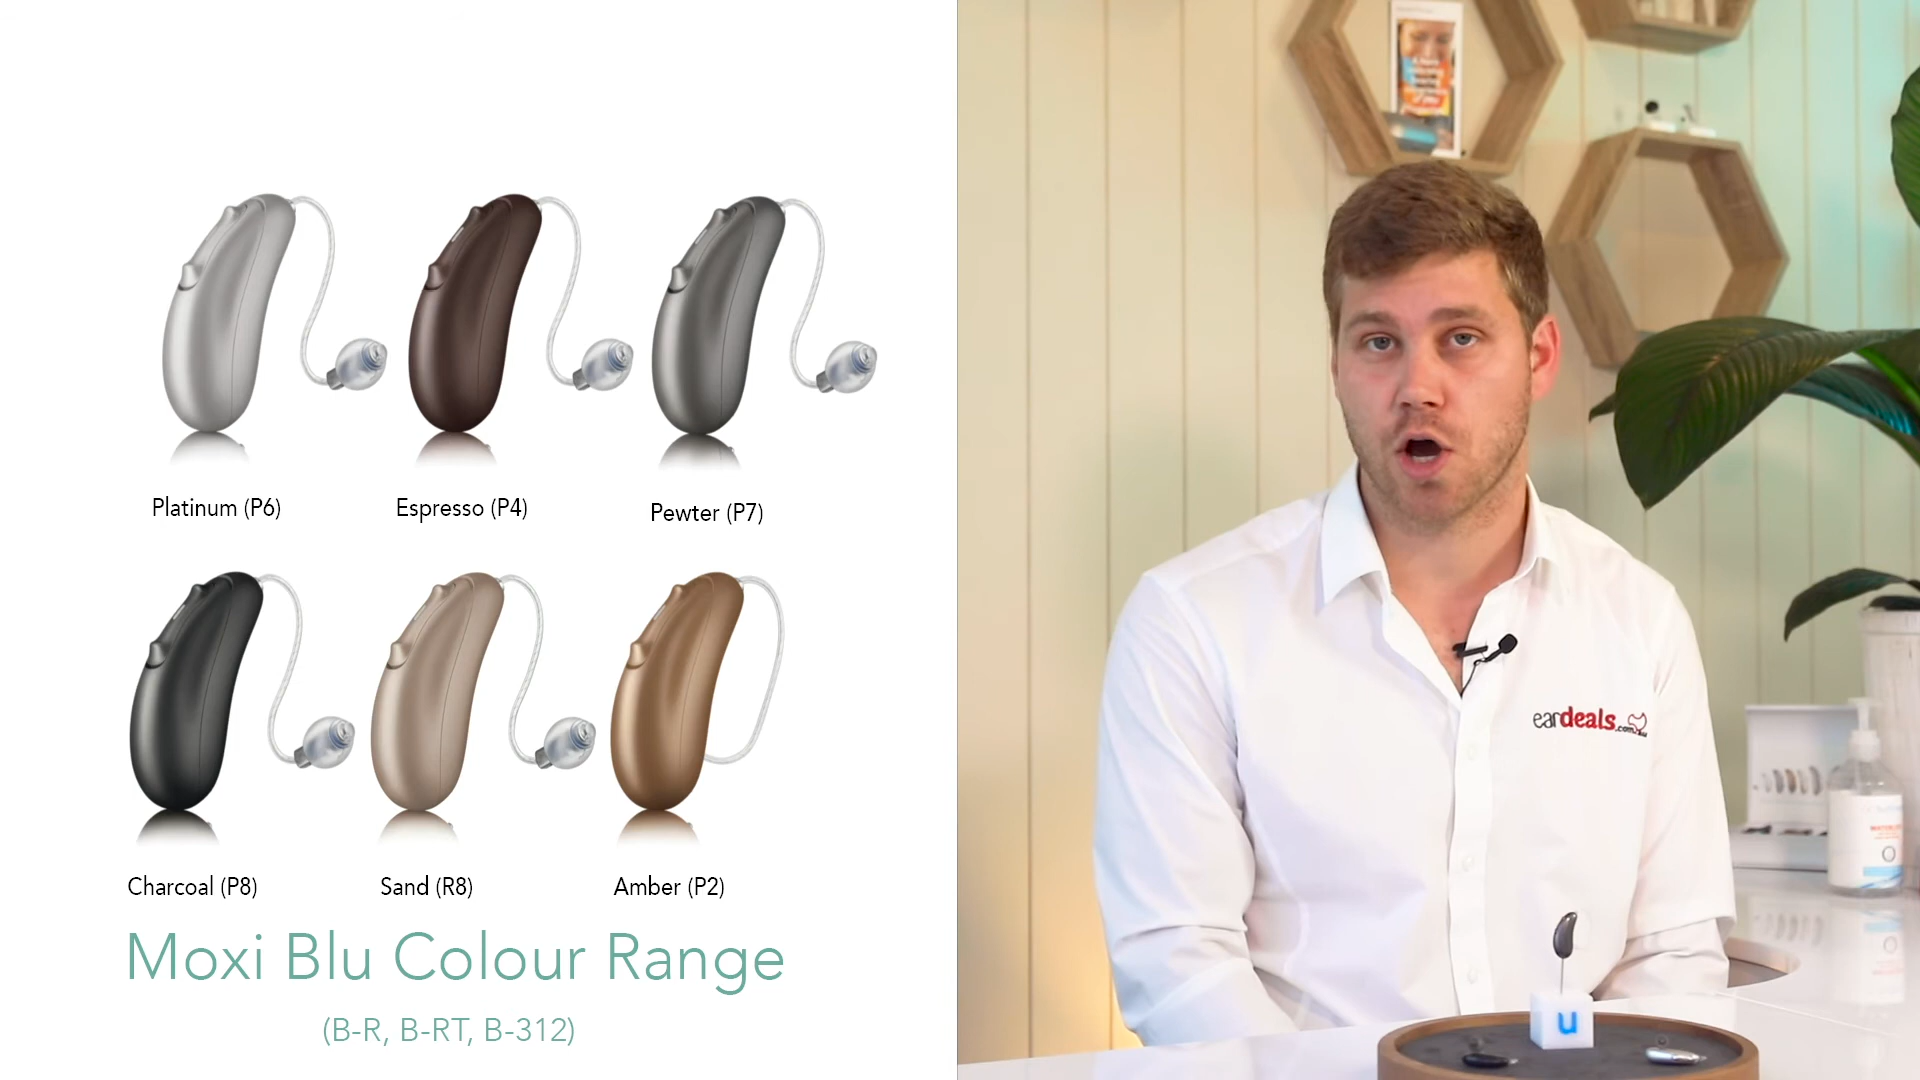 Platinum (P6)
Espresso (P4)
Pewter (P7)
Charcoal (P8)
Sand (R8)
Amber (P2)
Moxi Blu Colour Range
(B-R, B-RT, B-312)
eardeals.com.au
u